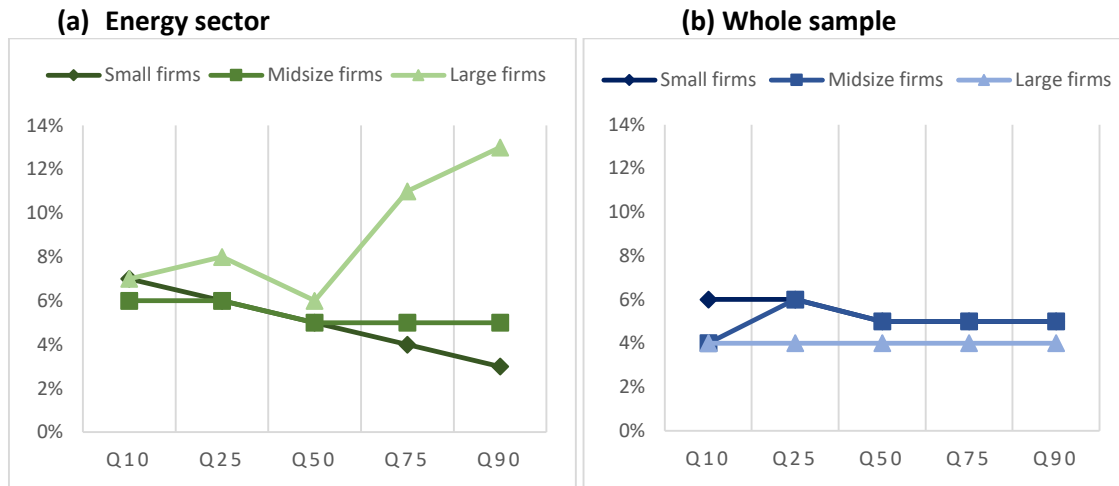 (a) Energy sector
Small firms Midsize firms Large firms
14%
12%
10%
8%
6%
4%
2%
0%
Q10 Q25 Q50 Q75 Q90
(b) Whole sample
Small firms Midsize firms Large firms
14%
12%
10%
8%
6%
4%
2%
0%
Q10 Q25 Q50 Q75 Q90